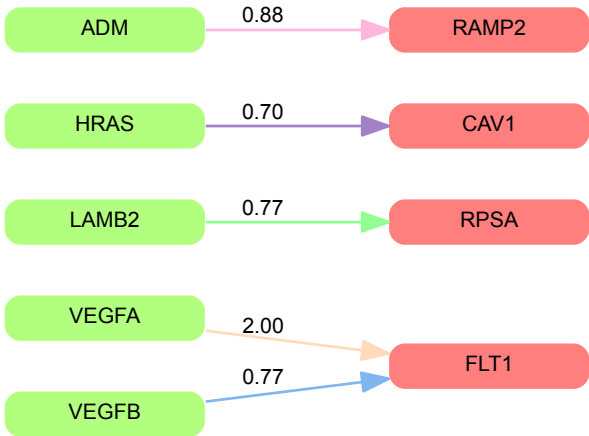 ADM 0.88 RAMP2
HRAS 0.70 CAV1
LAMB2 0.77 RPSA
VEGFA 2.00
FLT1
VEGFB 0.77